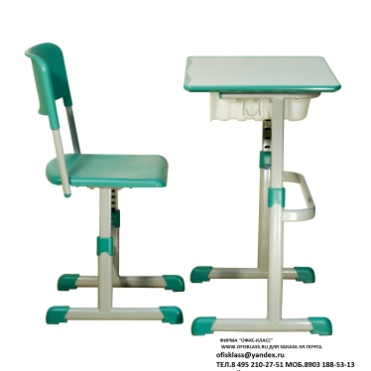 ФИРМА "ОФИС-КЛАСС"
WWW.OFISKLASS.RU ДЛЯ ЗАКАЗА ЭЛ.ПОЧТА.
ofisklass@yandex.ru
ТЕЛ.8 495 210-27-51 МОБ.8903 188-53-13